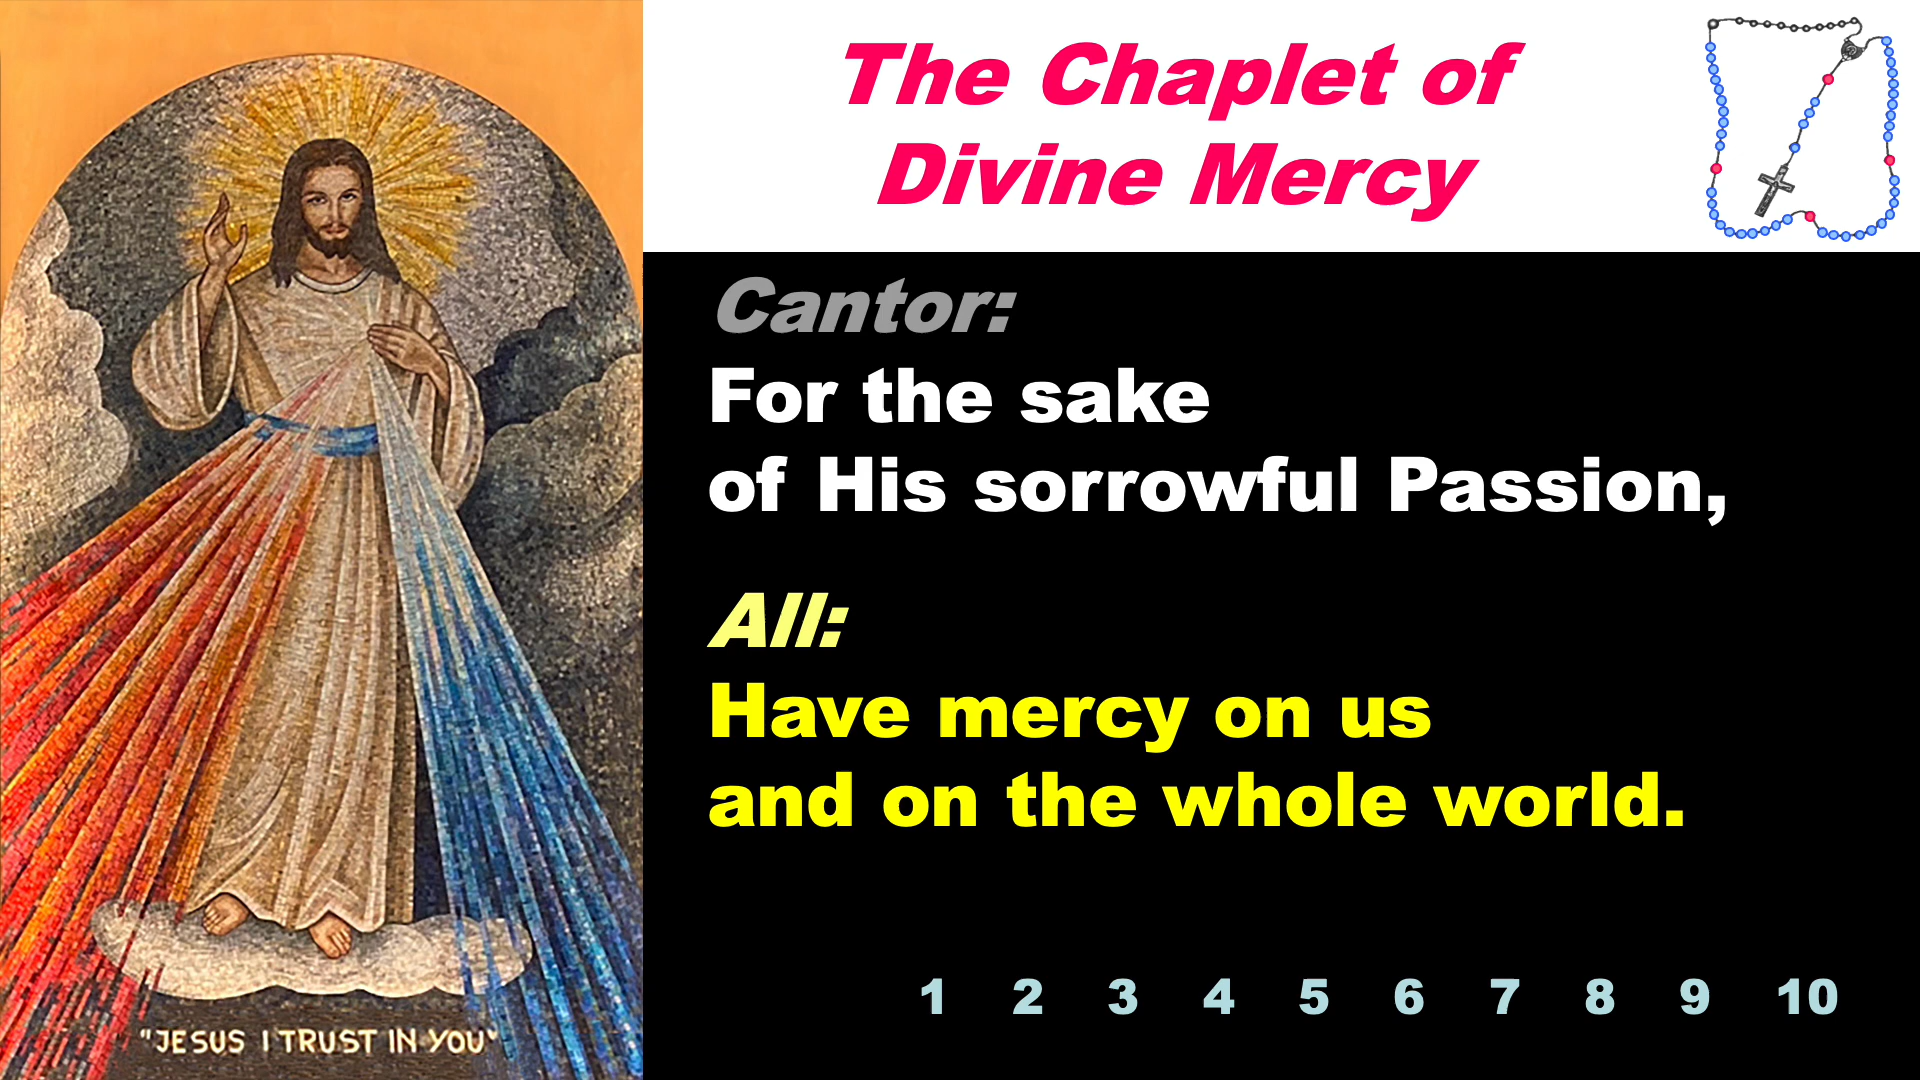 The Chaplet of
Divine Mercy
Cantor:
For the sake
of His sorrowful Passion,
All:
Have mercy on us
and on the whole world.
1 2 3 4 5 6 7 8 9 10
"JESUS I TRUST IN YOU"